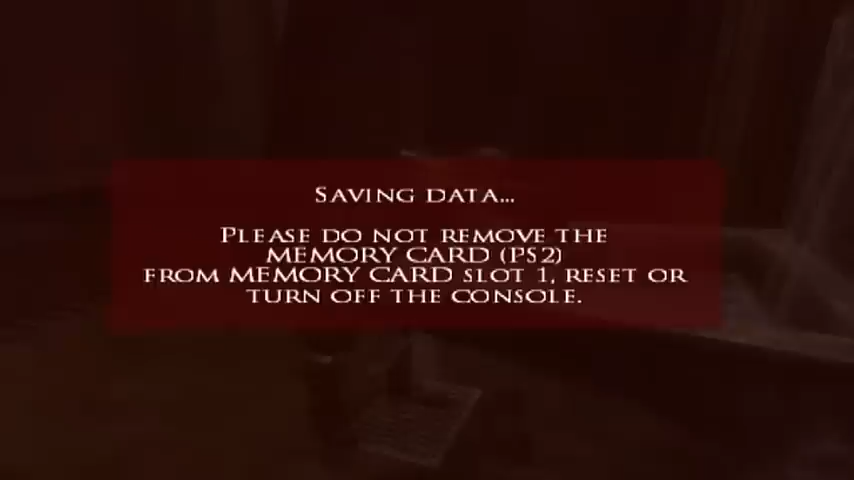 Saving data...
Please do not remove the
MEMORY CARD (PS2)
from MEMORY CARD slot 1, reset or
turn off the console.